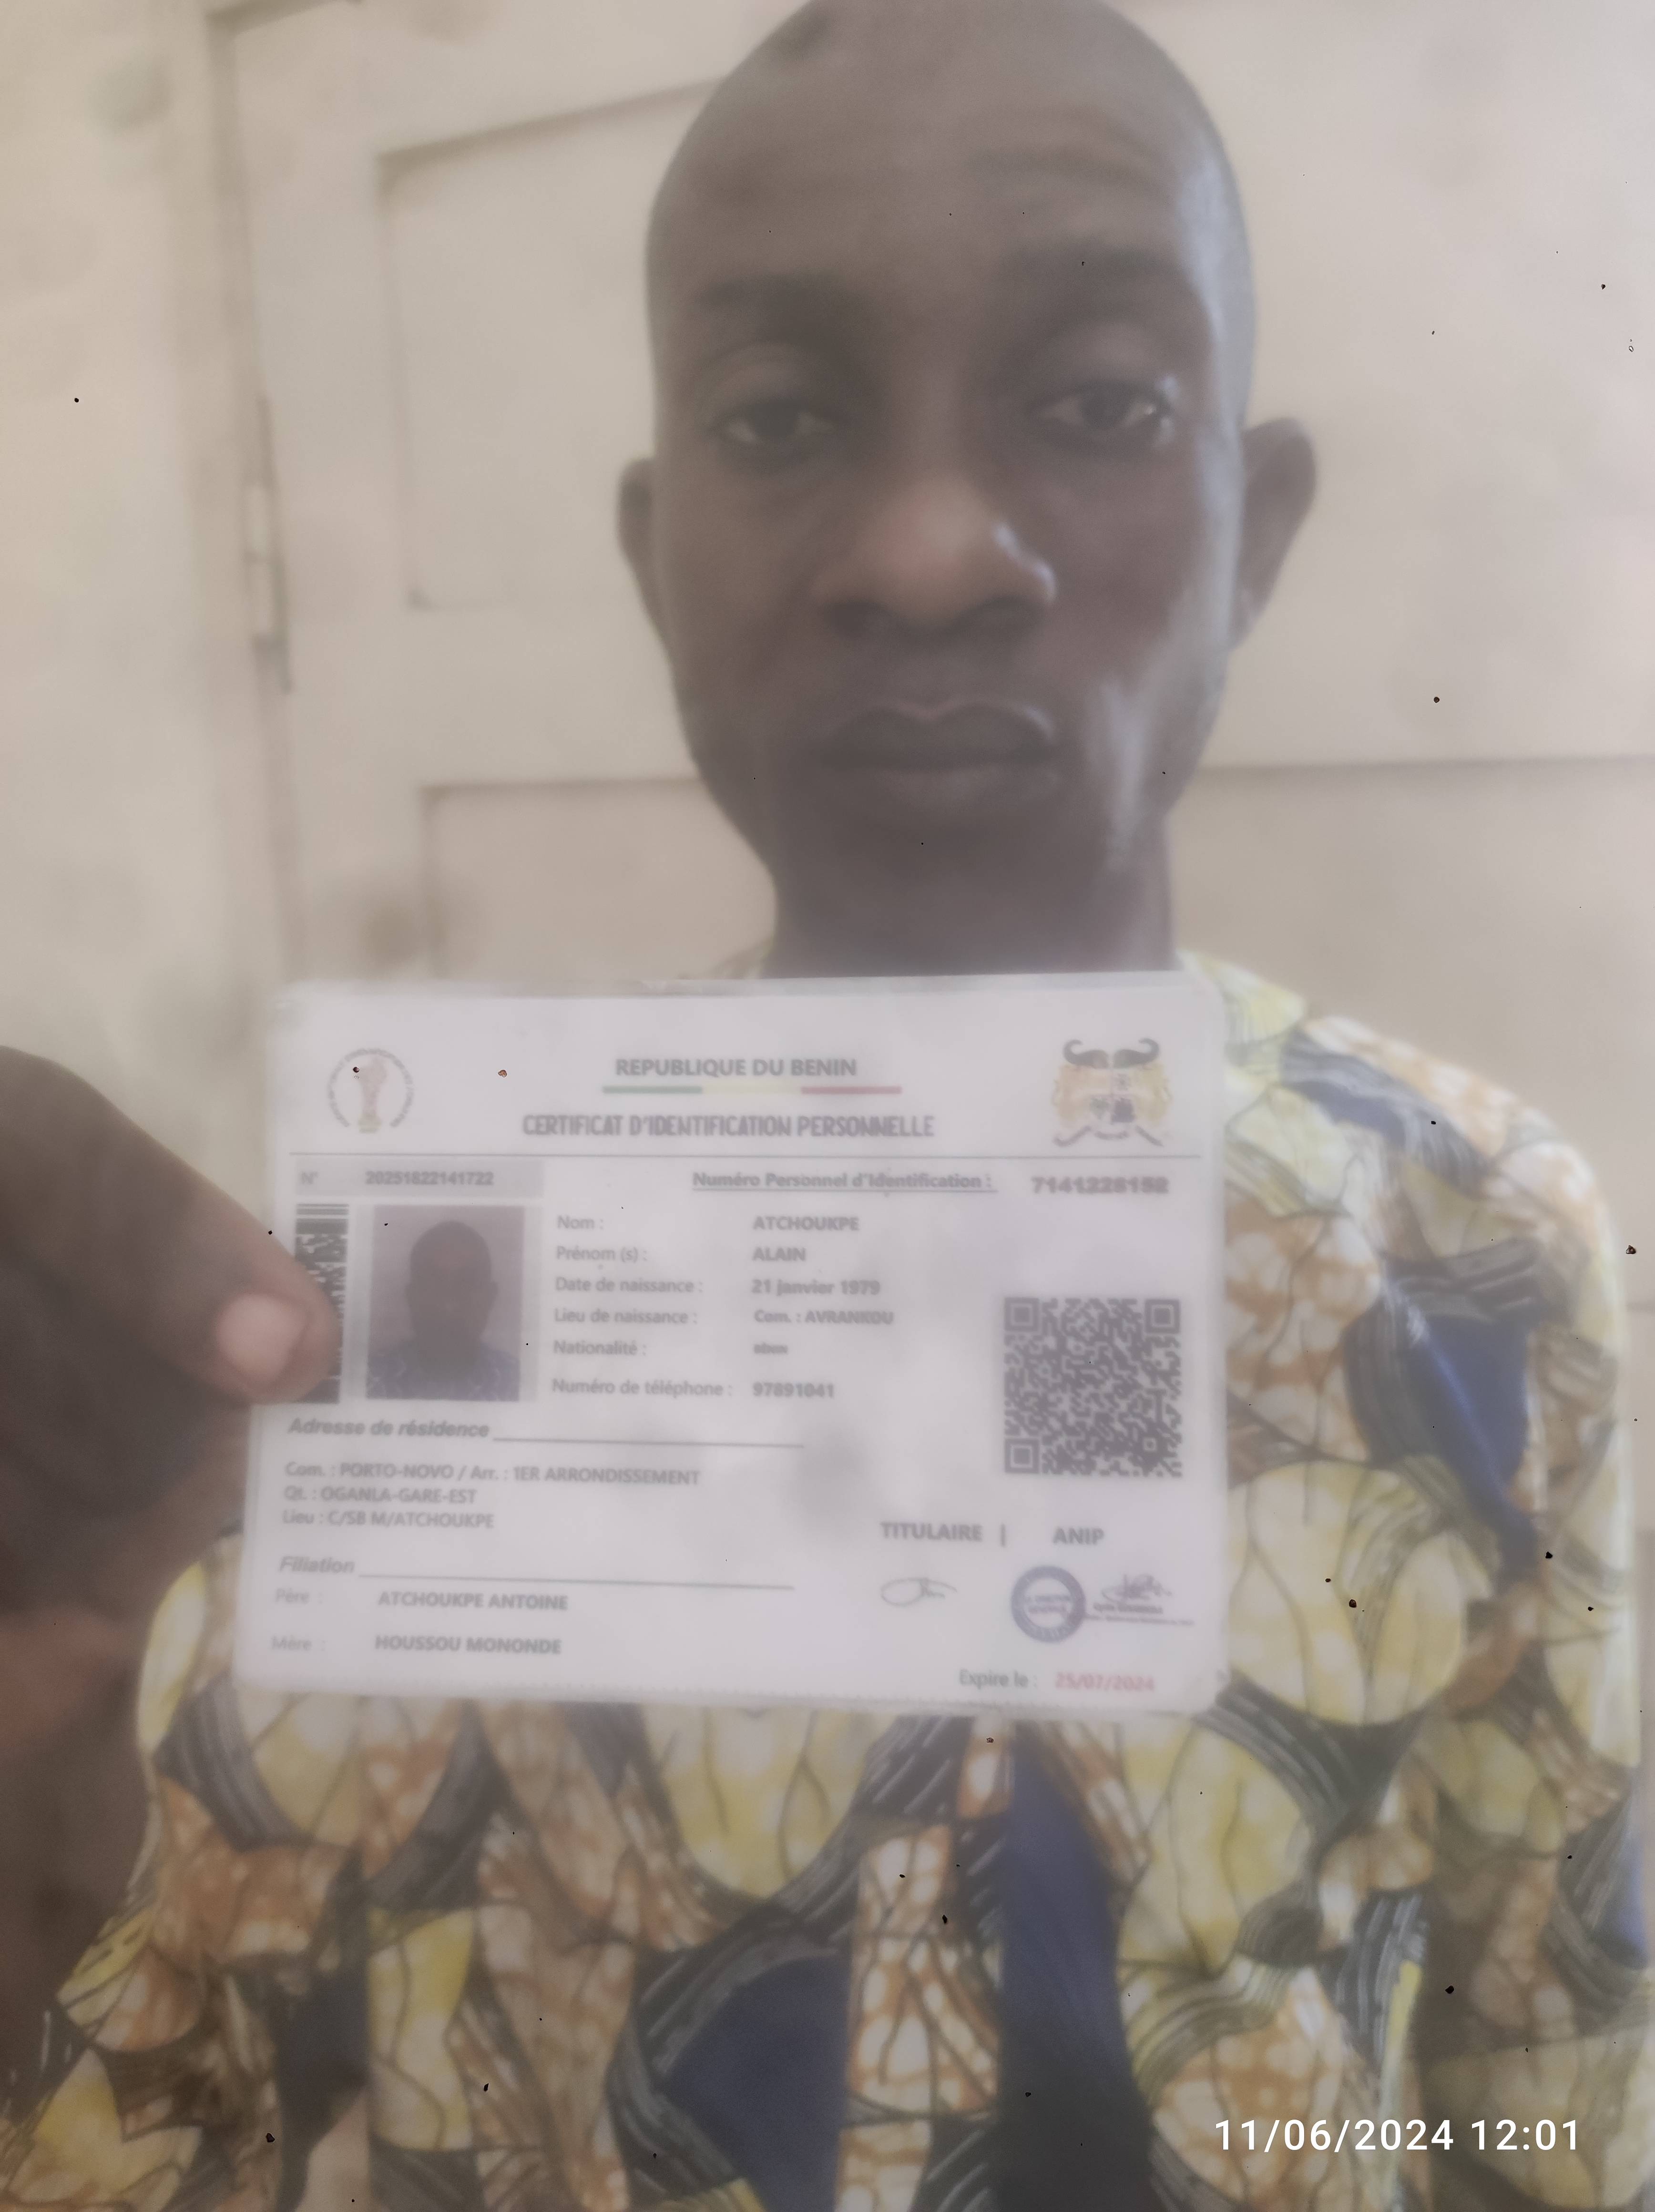 REPUBLIQUE DU BENIN
CERTIFICAT D'IDENTIFICATION PERSONNELLE
N° 20251822141722
Numéro Personnel d'Identification :
Nom : ATCHOUKPE
Prénom (s) : ALAIN
Date de naissance : 21 janvier 1979
Lieu de naissance : Com. : AVRANKOU
Nationalité :
Numéro de téléphone : 97891041
Adresse de résidence
Com. : PORTO-NOVO / Arr. : 1ER ARRONDISSEMENT
Qt. : OGANLA-GARE-EST
Lieu : C/SB M/ATCHOUKPE
TITULAIRE | ANIP
Filiation
Père : ATCHOUKPE ANTOINE
Mère : HOUSSOU MONONDE
Expire le : 25/07/2024
11/06/2024 12:01